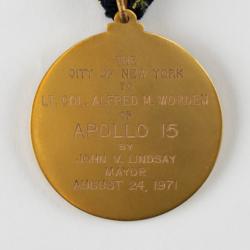 THE
CITY OF NEW YORK
TO
LT. COL. ALFRED M. WORDEN
OF
APOLLO 15
BY
JOHN V. LINDSAY
MAYOR
AUGUST 24, 1971